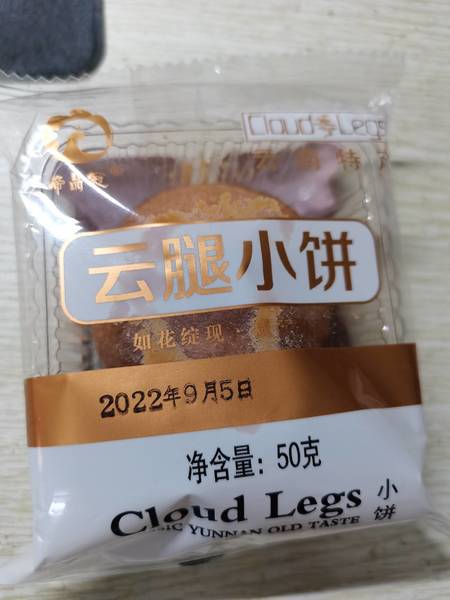 Cloud Legs
云腿小饼
如花绽现
2022年9月5日
净含量：50克
Cloud Legs 小饼
YUNNAN OLD TASTE